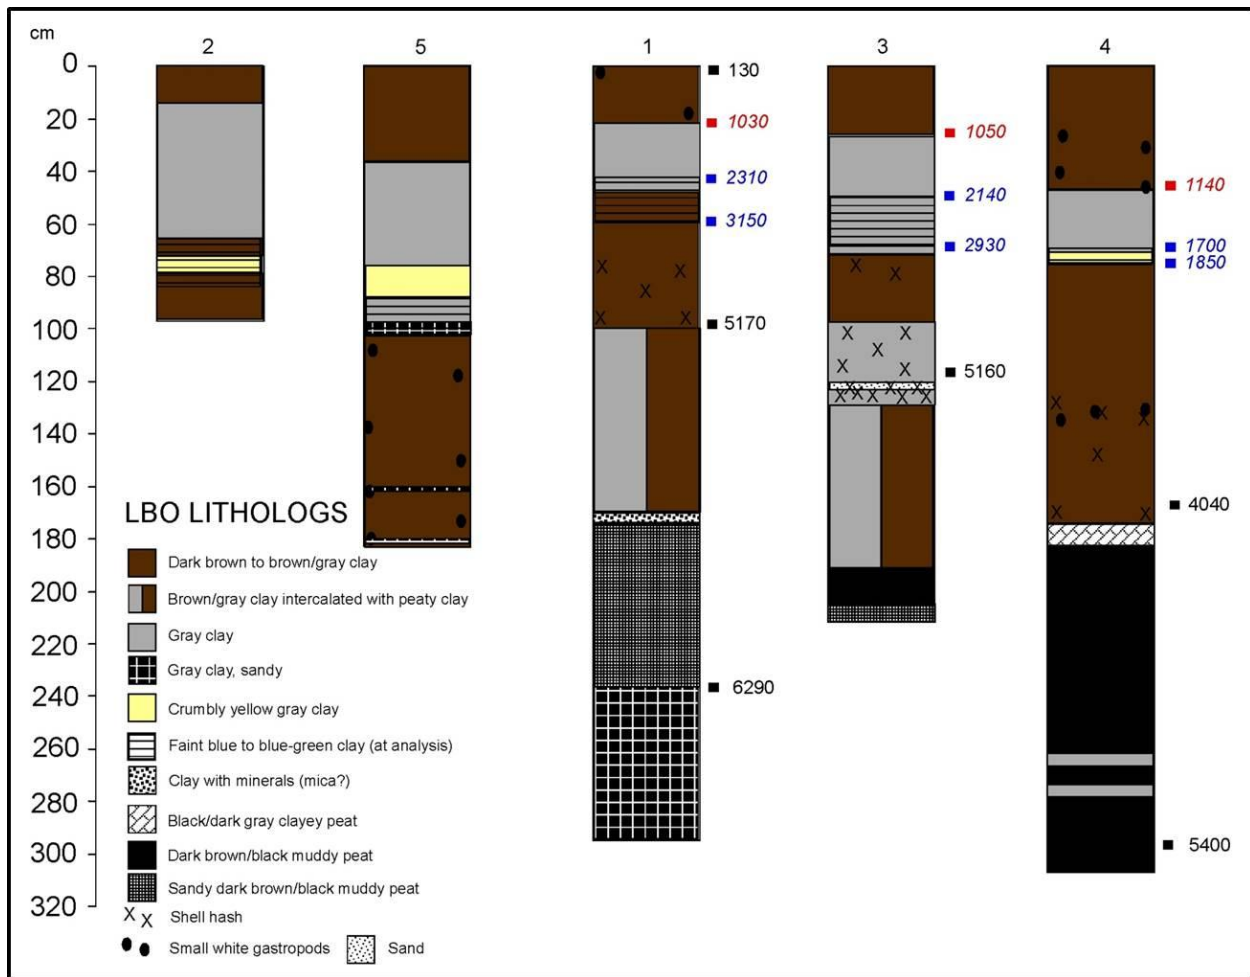 cm
2 5 1 3 4
0
20
40
60
80
100
120
140
160
180
200
220
240
260
280
300
320
130
1030
2310
3150
5170
6290
1050
2140
2930
5160
1140
1700
1850
4040
5400
LBO LITHOLOGS
Dark brown to brown/gray clay
Brown/gray clay intercalated with peaty clay
Gray clay
Gray clay, sandy
Crumbly yellow gray clay
Faint blue to blue-green clay (at analysis)
Clay with minerals (mica?)
Black/dark gray clayey peat
Dark brown/black muddy peat
Sandy dark brown/black muddy peat
Shell hash
Small white gastropods Sand